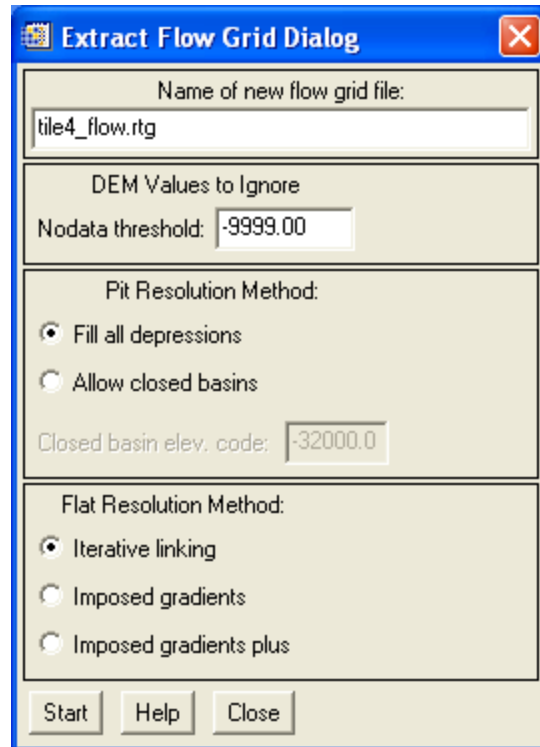 Extract Flow Grid Dialog
Name of new flow grid file:
tile4_flow.rtg
DEM Values to Ignore
Nodata threshold: -9999.00
Pit Resolution Method:
Fill all depressions
Allow closed basins
Closed basin elev. code: -32000.0
Flat Resolution Method:
Iterative linking
Imposed gradients
Imposed gradients plus
Start Help Close